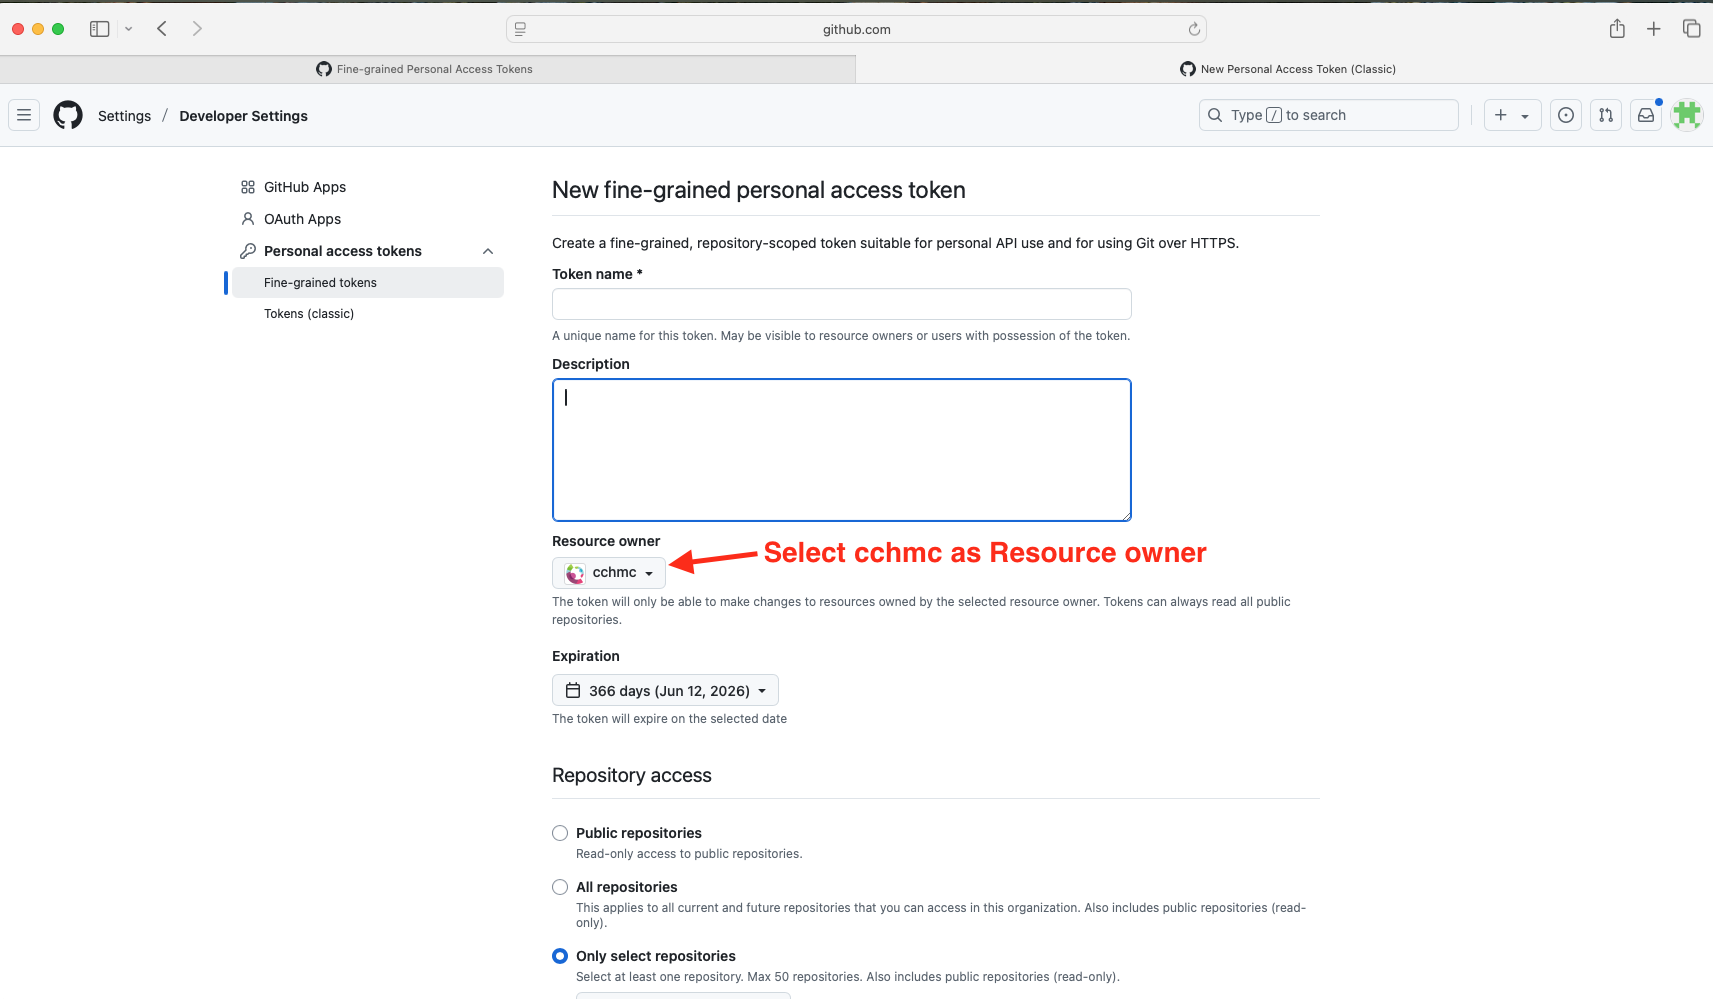 github.com
Fine-grained Personal Access Tokens
New Personal Access Token (Classic)
Settings / Developer Settings
Type / to search
GitHub Apps
OAuth Apps
Personal access tokens
Fine-grained tokens
Tokens (classic)
New fine-grained personal access token
Create a fine-grained, repository-scoped token suitable for personal API use and for using Git over HTTPS.
Token name *
A unique name for this token. May be visible to resource owners or users with possession of the token.
Description
Resource owner
Select cchmc as Resource owner
cchmc
The token will only be able to make changes to resources owned by the selected resource owner. Tokens can always read all public
repositories.
Expiration
366 days (Jun 12, 2026)
The token will expire on the selected date
Repository access
Public repositories
Read-only access to public repositories.
All repositories
This applies to all current and future repositories that you can access in this organization. Also includes public repositories (read-
only).
Only select repositories
Select at least one repository. Max 50 repositories. Also includes public repositories (read-only).